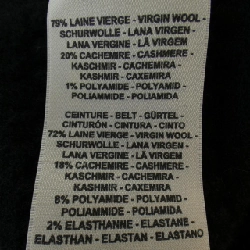 79% LAINE VIERGE - VIRGIN WOOL -
SCHURWOLLE - LANA VIRGEN -
LANA VERGINE - LÃ VIRGEM
20% CACHEMIRE - CASHMERE -
KASCHMIR - CACHEMIRA -
KASHMIR - CAXEMIRA
1% POLYAMIDE - POLYAMID -
POLIAMMIDE - POLIAMIDA
CEINTURE - BELT - GÜRTEL -
CINTURÓN - CINTURA - CINTO
72% LAINE VIERGE - VIRGIN WOOL -
SCHURWOLLE - LANA VIRGEN -
LANA VERGINE - LÃ VIRGEM
18% CACHEMIRE - CASHMERE -
KASCHMIR - CACHEMIRA -
KASHMIR - CAXEMIRA
8% POLYAMIDE - POLYAMID -
POLIAMMIDE - POLIAMIDA
2% ELASTHANNE - ELASTANE -
ELASTHAN - ELASTAN - ELASTANO